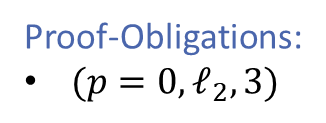 Proof-Obligations:
• (𝑝 = 0, ℓ₂, 3)